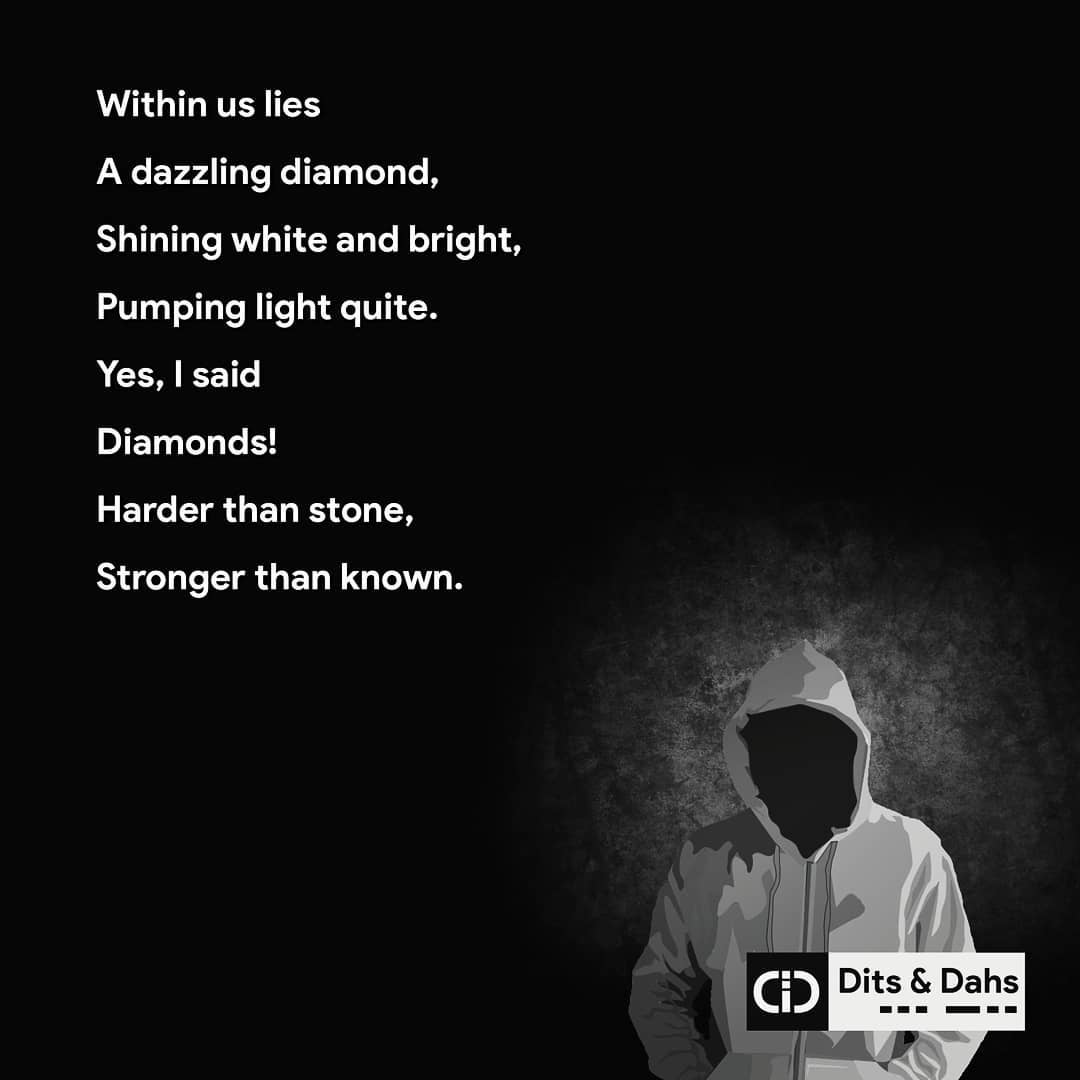 Within us lies
A dazzling diamond,
Shining white and bright,
Pumping light quite.
Yes, I said
Diamonds!
Harder than stone,
Stronger than known.
Dits & Dahs